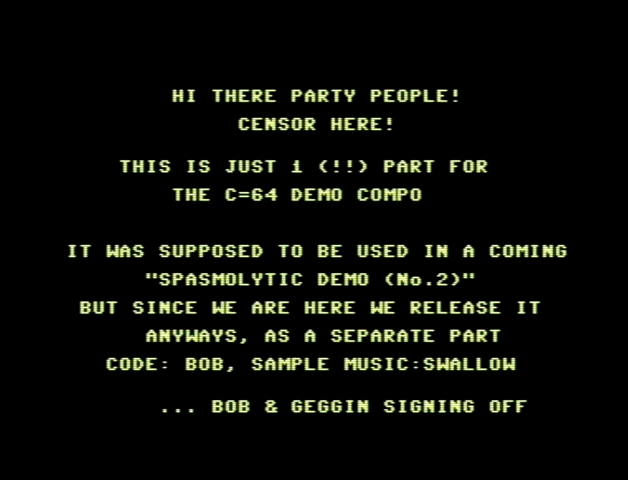 HI THERE PARTY PEOPLE!
CENSOR HERE!
THIS IS JUST 1 (!!) PART FOR
THE C=64 DEMO COMPO
IT WAS SUPPOSED TO BE USED IN A COMING
"SPASMOLYTIC DEMO (No.2)"
BUT SINCE WE ARE HERE WE RELEASE IT
ANYWAYS, AS A SEPARATE PART
CODE: BOB, SAMPLE MUSIC:SWALLOW
... BOB & GEGGIN SIGNING OFF